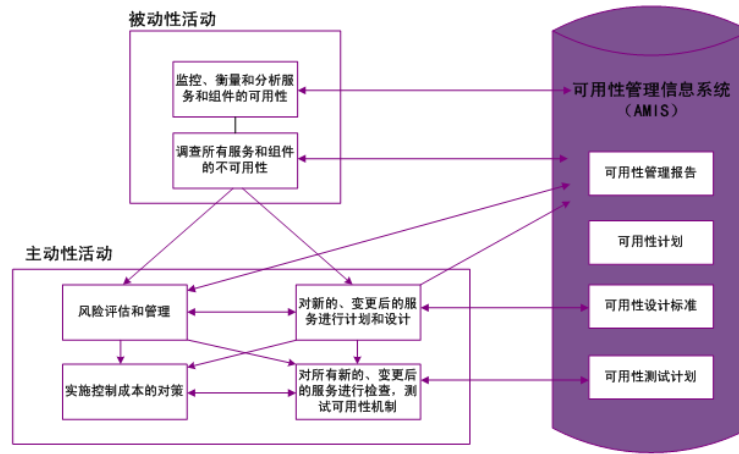 被动性活动
监控、衡量和分析服
务和组件的可用性
调查所有服务和组件
的不可用性
主动性活动
风险评估和管理
对新的、变更后的服
务进行计划和设计
实施控制成本的对策
对所有新的、变更后
的服务进行检查，测
试可用性机制
可用性管理信息系统
（AMIS）
可用性管理报告
可用性计划
可用性设计标准
可用性测试计划